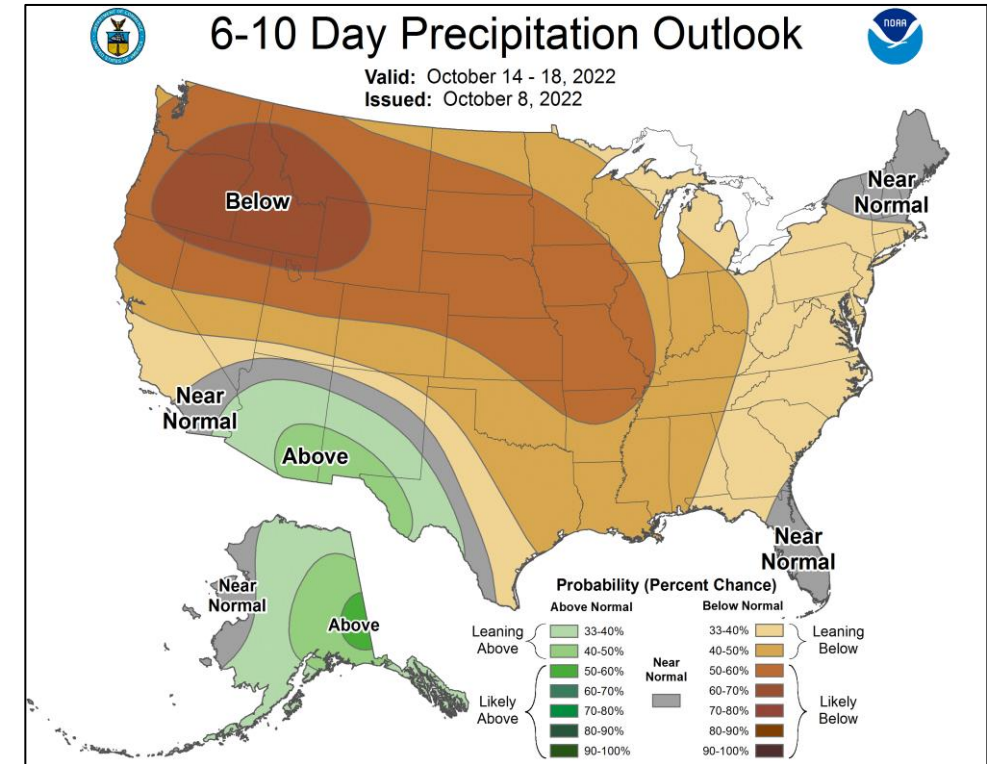 6-10 Day Precipitation Outlook
NOAA
Valid: October 14 - 18, 2022
Issued: October 8, 2022
Below
Near
Normal
Near
Normal
Above
Near
Normal
Near
Normal
Above
Probability (Percent Chance)
Above Normal
Below Normal
Leaning
Above
33-40%
40-50%
Likely
Above
50-60%
60-70%
70-80%
80-90%
90-100%
Near
Normal
33-40%
40-50%
Leaning
Below
50-60%
60-70%
70-80%
80-90%
90-100%
Likely
Below